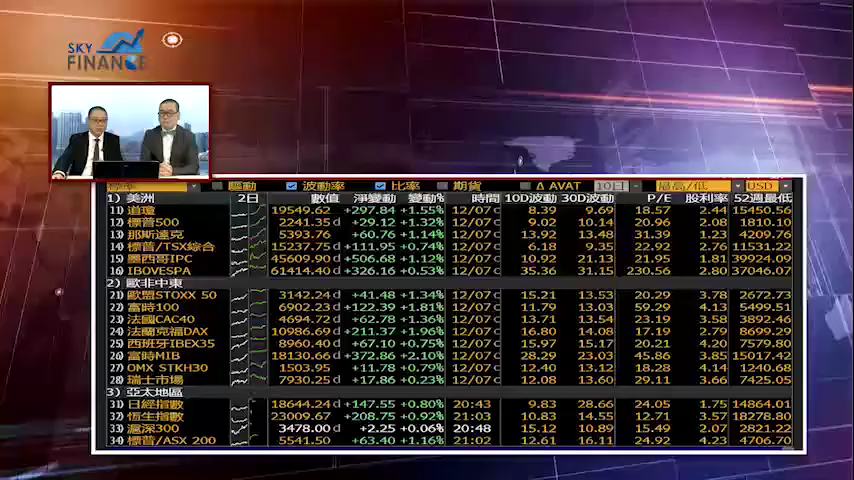 SKY
FINANCE
驅動 波動率 比率 期貨 Δ AVAT 10日 最高/低 USD
1) 美洲 2日 數值 淨變動 變動% 時間 10D波動 30D波動 P/E 股利率 52週最低
11) 道瓊 19549.62 +297.84 +1.55% 12/07 c 8.39 9.69 18.57 2.44 15450.56
12) 標普500 2241.35 d +29.12 +1.32% 12/07 c 9.02 10.14 20.96 2.08 1810.10
13) 那斯達克 5393.76 +60.76 +1.14% 12/07 c 13.92 13.48 31.39 1.23 4209.76
14) 標普/TSX綜合 15237.75 d +111.95 +0.74% 12/07 c 6.18 9.35 22.92 2.76 11531.22
15) 墨西哥IPC 45609.90 d +506.68 +1.12% 12/07 c 10.92 21.13 21.95 1.81 39924.09
16) IBOVESPA 61414.40 d +326.16 +0.53% 12/07 c 35.36 31.15 230.56 2.80 37046.07
2) 歐非中東
21) 歐盟STOXX 50 3142.24 d +41.48 +1.34% 12/07 c 15.21 13.53 20.29 3.78 2672.73
22) 富時100 6902.23 d +122.39 +1.81% 12/07 c 11.79 13.03 59.29 4.13 5499.51
23) 法國CAC40 4694.72 d +62.78 +1.36% 12/07 c 13.71 13.54 23.19 3.58 3892.46
24) 法蘭克福DAX 10986.69 d +211.37 +1.96% 12/07 c 16.80 14.08 17.19 2.79 8699.29
25) 西班牙IBEX35 8960.40 d +67.10 +0.75% 12/07 c 15.97 15.17 20.21 4.20 7579.80
26) 富時MIB 18130.66 d +372.86 +2.10% 12/07 c 28.29 23.03 45.86 3.85 15017.42
27) OMX STKH30 1503.95 +11.78 +0.79% 12/07 c 12.40 13.12 18.28 4.14 1240.68
28) 瑞士市場 7930.25 d +17.86 +0.23% 12/07 c 12.08 13.60 29.11 3.66 7425.05
3) 亞太地區
31) 日經指數 18644.24 d +147.55 +0.80% 20:43 9.83 28.66 24.05 1.75 14864.01
32) 恆生指數 23009.67 +208.75 +0.92% 21:03 10.83 14.55 12.71 3.57 18278.80
33) 滬深300 3478.00 d +2.25 +0.06% 20:48 15.12 10.89 15.49 2.07 2821.22
34) 標普/ASX 200 5541.50 +63.40 +1.16% 21:02 12.61 16.11 24.92 4.23 4706.70